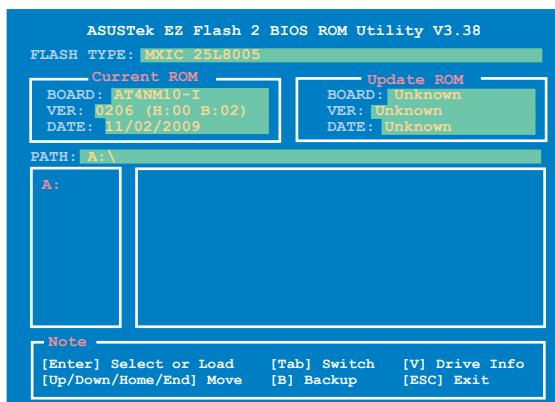 ASUSTek EZ Flash 2 BIOS ROM Utility V3.38
FLASH TYPE: MXIC 25L8005
Current ROM
BOARD: AT4NM10-I
VER: 0206 (H:00 B:02)
DATE: 11/02/2009
Update ROM
BOARD: Unknown
VER: Unknown
DATE: Unknown
PATH: A:\
A:
Note
[Enter] Select or Load [Tab] Switch [V] Drive Info
[Up/Down/Home/End] Move [B] Backup [ESC] Exit